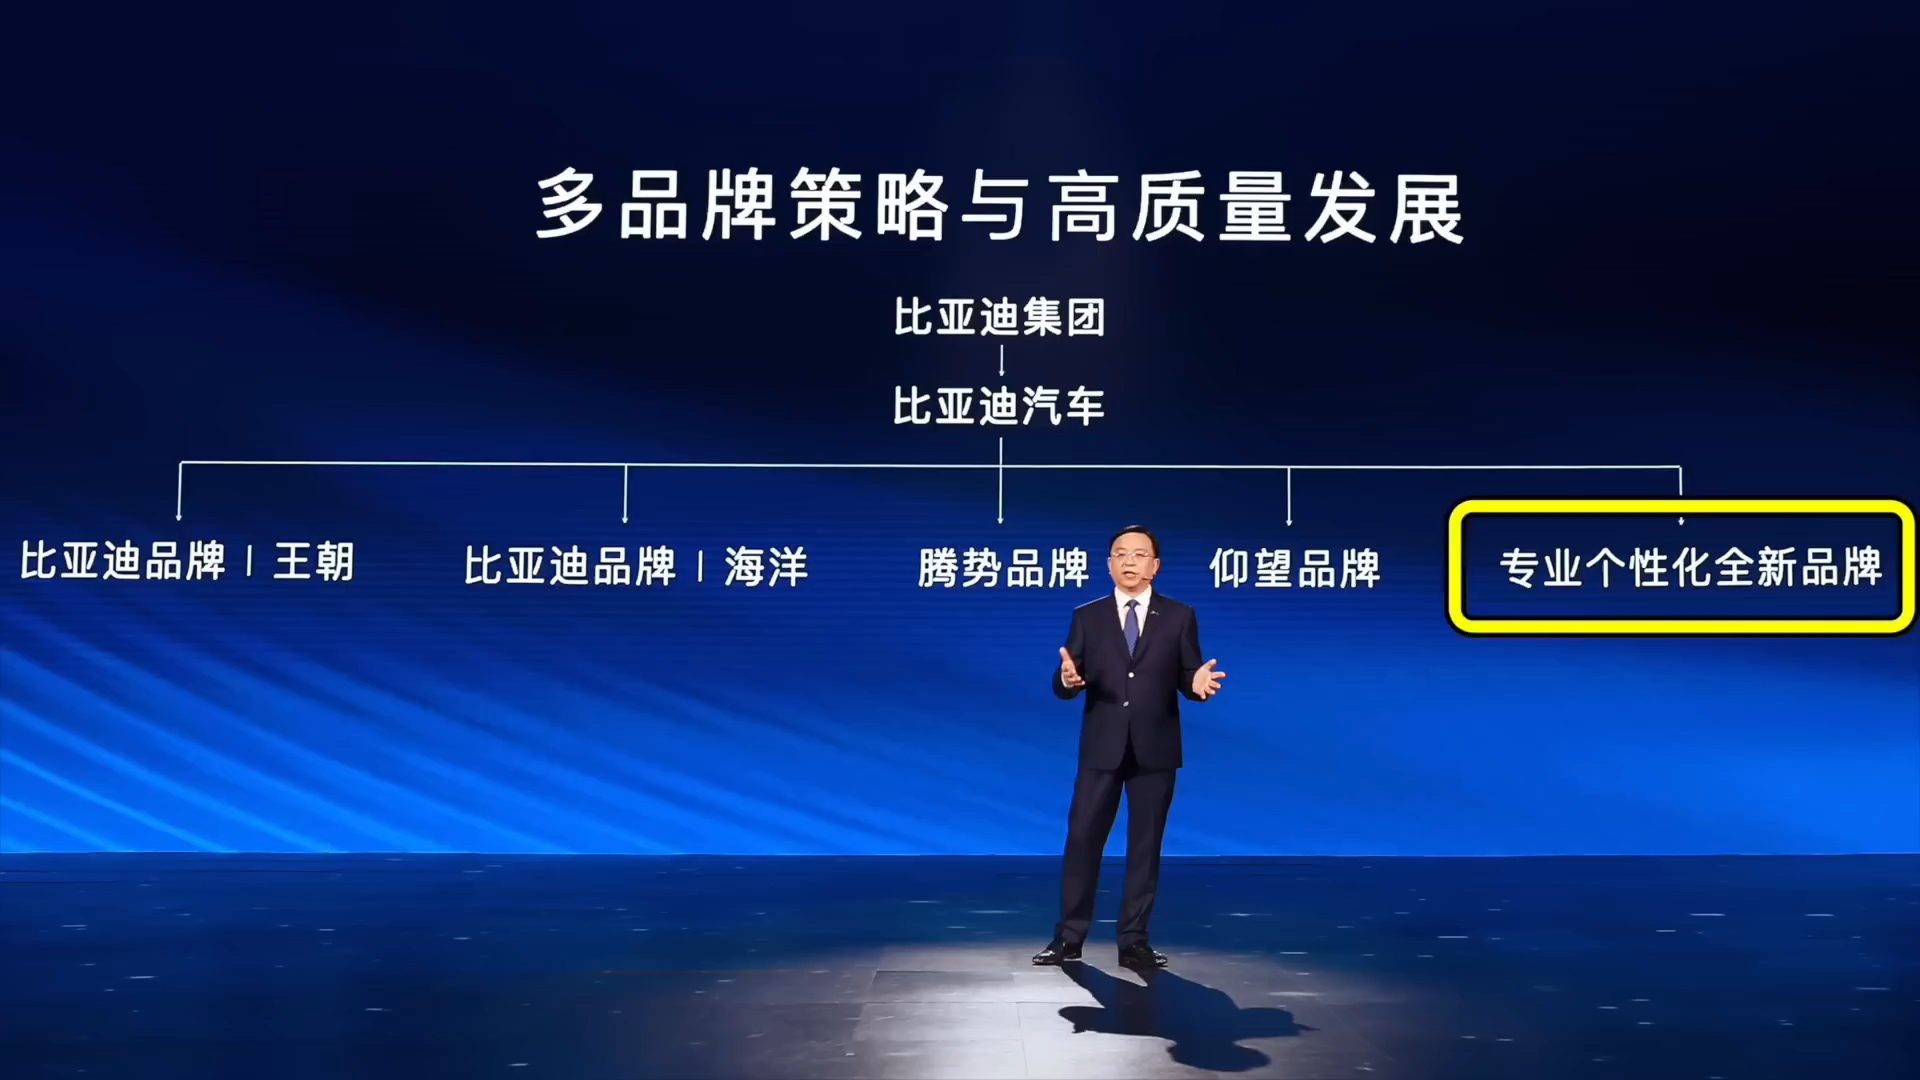 多品牌策略与高质量发展
比亚迪集团
比亚迪汽车
比亚迪品牌|王朝
比亚迪品牌|海洋
腾势品牌
仰望品牌
专业个性化全新品牌